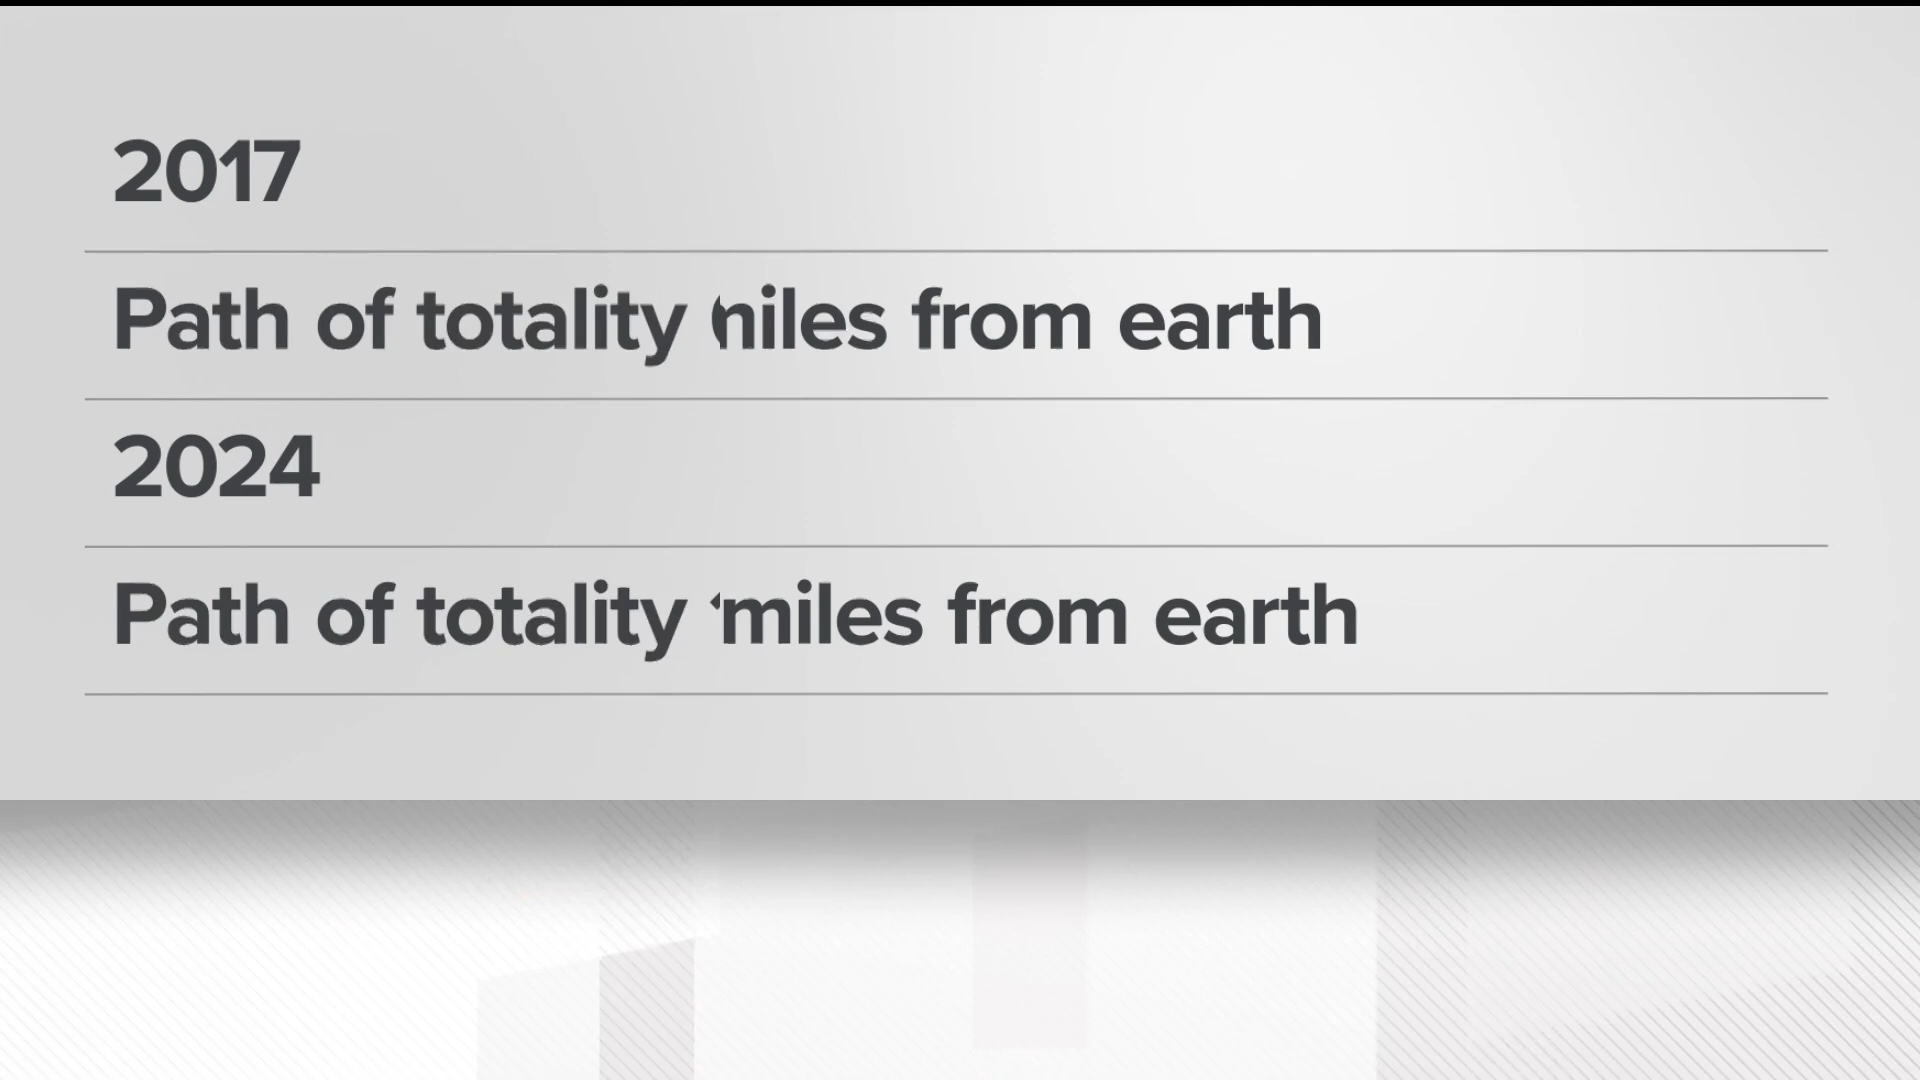 2017
Path of totality miles from earth
2024
Path of totality miles from earth